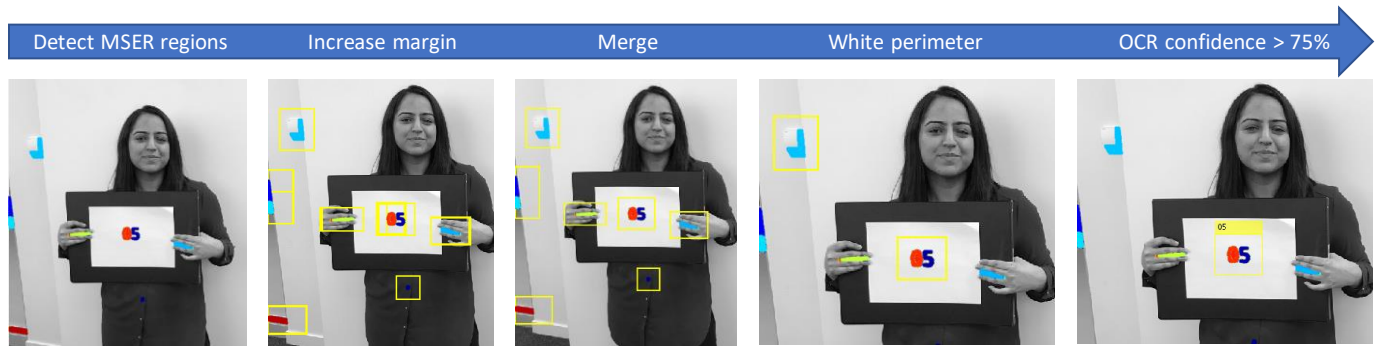 Detect MSER regions
Increase margin
Merge
White perimeter
OCR confidence > 75%
05
05
05
05
05
05